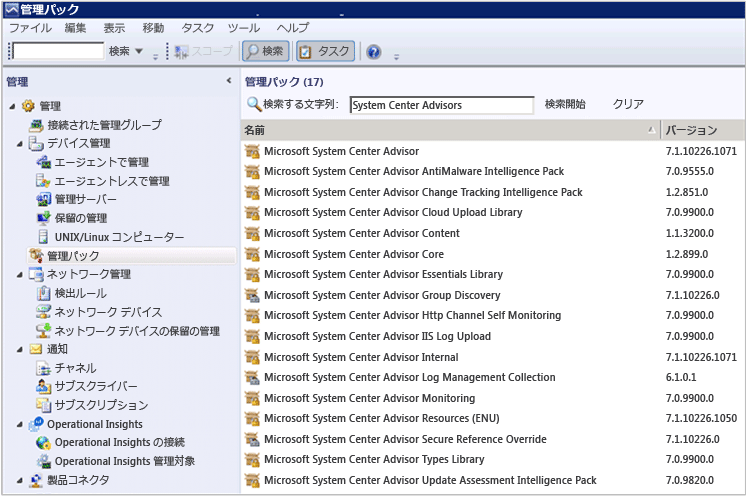 管理パック
ファイル 編集 表示 移動 タスク ツール ヘルプ
検索 スコープ 検索 タスク
管理
管理
接続された管理グループ
デバイス管理
エージェントで管理
エージェントレスで管理
管理サーバー
保留の管理
UNIX/Linux コンピューター
管理パック
ネットワーク管理
検出ルール
ネットワーク デバイス
ネットワーク デバイスの保留の管理
通知
チャネル
サブスクライバー
サブスクリプション
Operational Insights
Operational Insights の接続
Operational Insights 管理対象
製品コネクタ
管理パック (17)
検索する文字列: System Center Advisors 検索開始 クリア
名前 バージョン
Microsoft System Center Advisor 7.1.10226.1071
Microsoft System Center Advisor AntiMalware Intelligence Pack 7.0.9555.0
Microsoft System Center Advisor Change Tracking Intelligence Pack 1.2.851.0
Microsoft System Center Advisor Cloud Upload Library 7.0.9900.0
Microsoft System Center Advisor Content 1.1.3200.0
Microsoft System Center Advisor Core 1.2.899.0
Microsoft System Center Advisor Essentials Library 7.0.9900.0
Microsoft System Center Advisor Group Discovery 7.1.10226.0
Microsoft System Center Advisor Http Channel Self Monitoring 7.0.9900.0
Microsoft System Center Advisor IIS Log Upload 7.0.9900.0
Microsoft System Center Advisor Internal 7.1.10226.1071
Microsoft System Center Advisor Log Management Collection 6.1.0.1
Microsoft System Center Advisor Monitoring 7.0.9900.0
Microsoft System Center Advisor Resources (ENU) 7.1.10226.1050
Microsoft System Center Advisor Secure Reference Override 7.1.10226.0
Microsoft System Center Advisor Types Library 7.0.9900.0
Microsoft System Center Advisor Update Assessment Intelligence Pack 7.0.9820.0